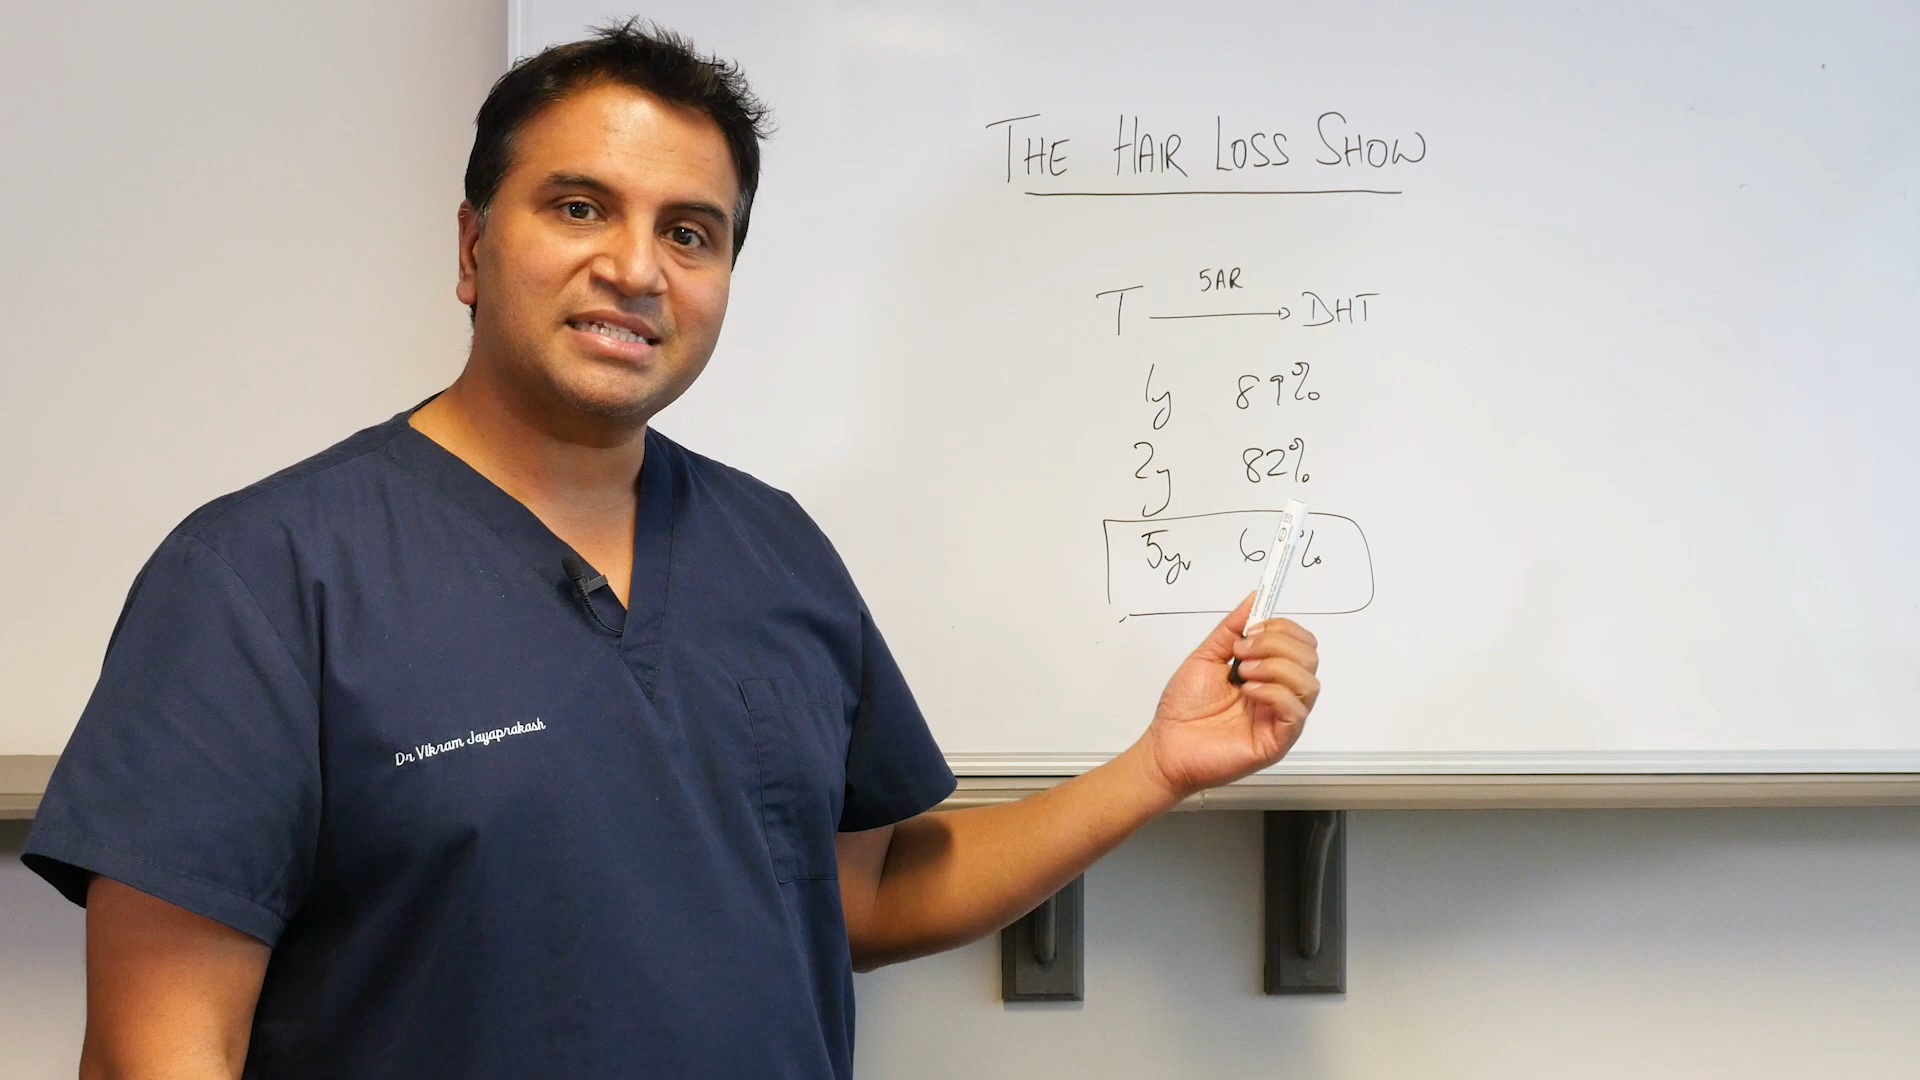 THE HAIR LOSS SHOW
5AR
T → DHT
1y 89%
2y 82%
5yr
Dr Vikram Jayaprakash